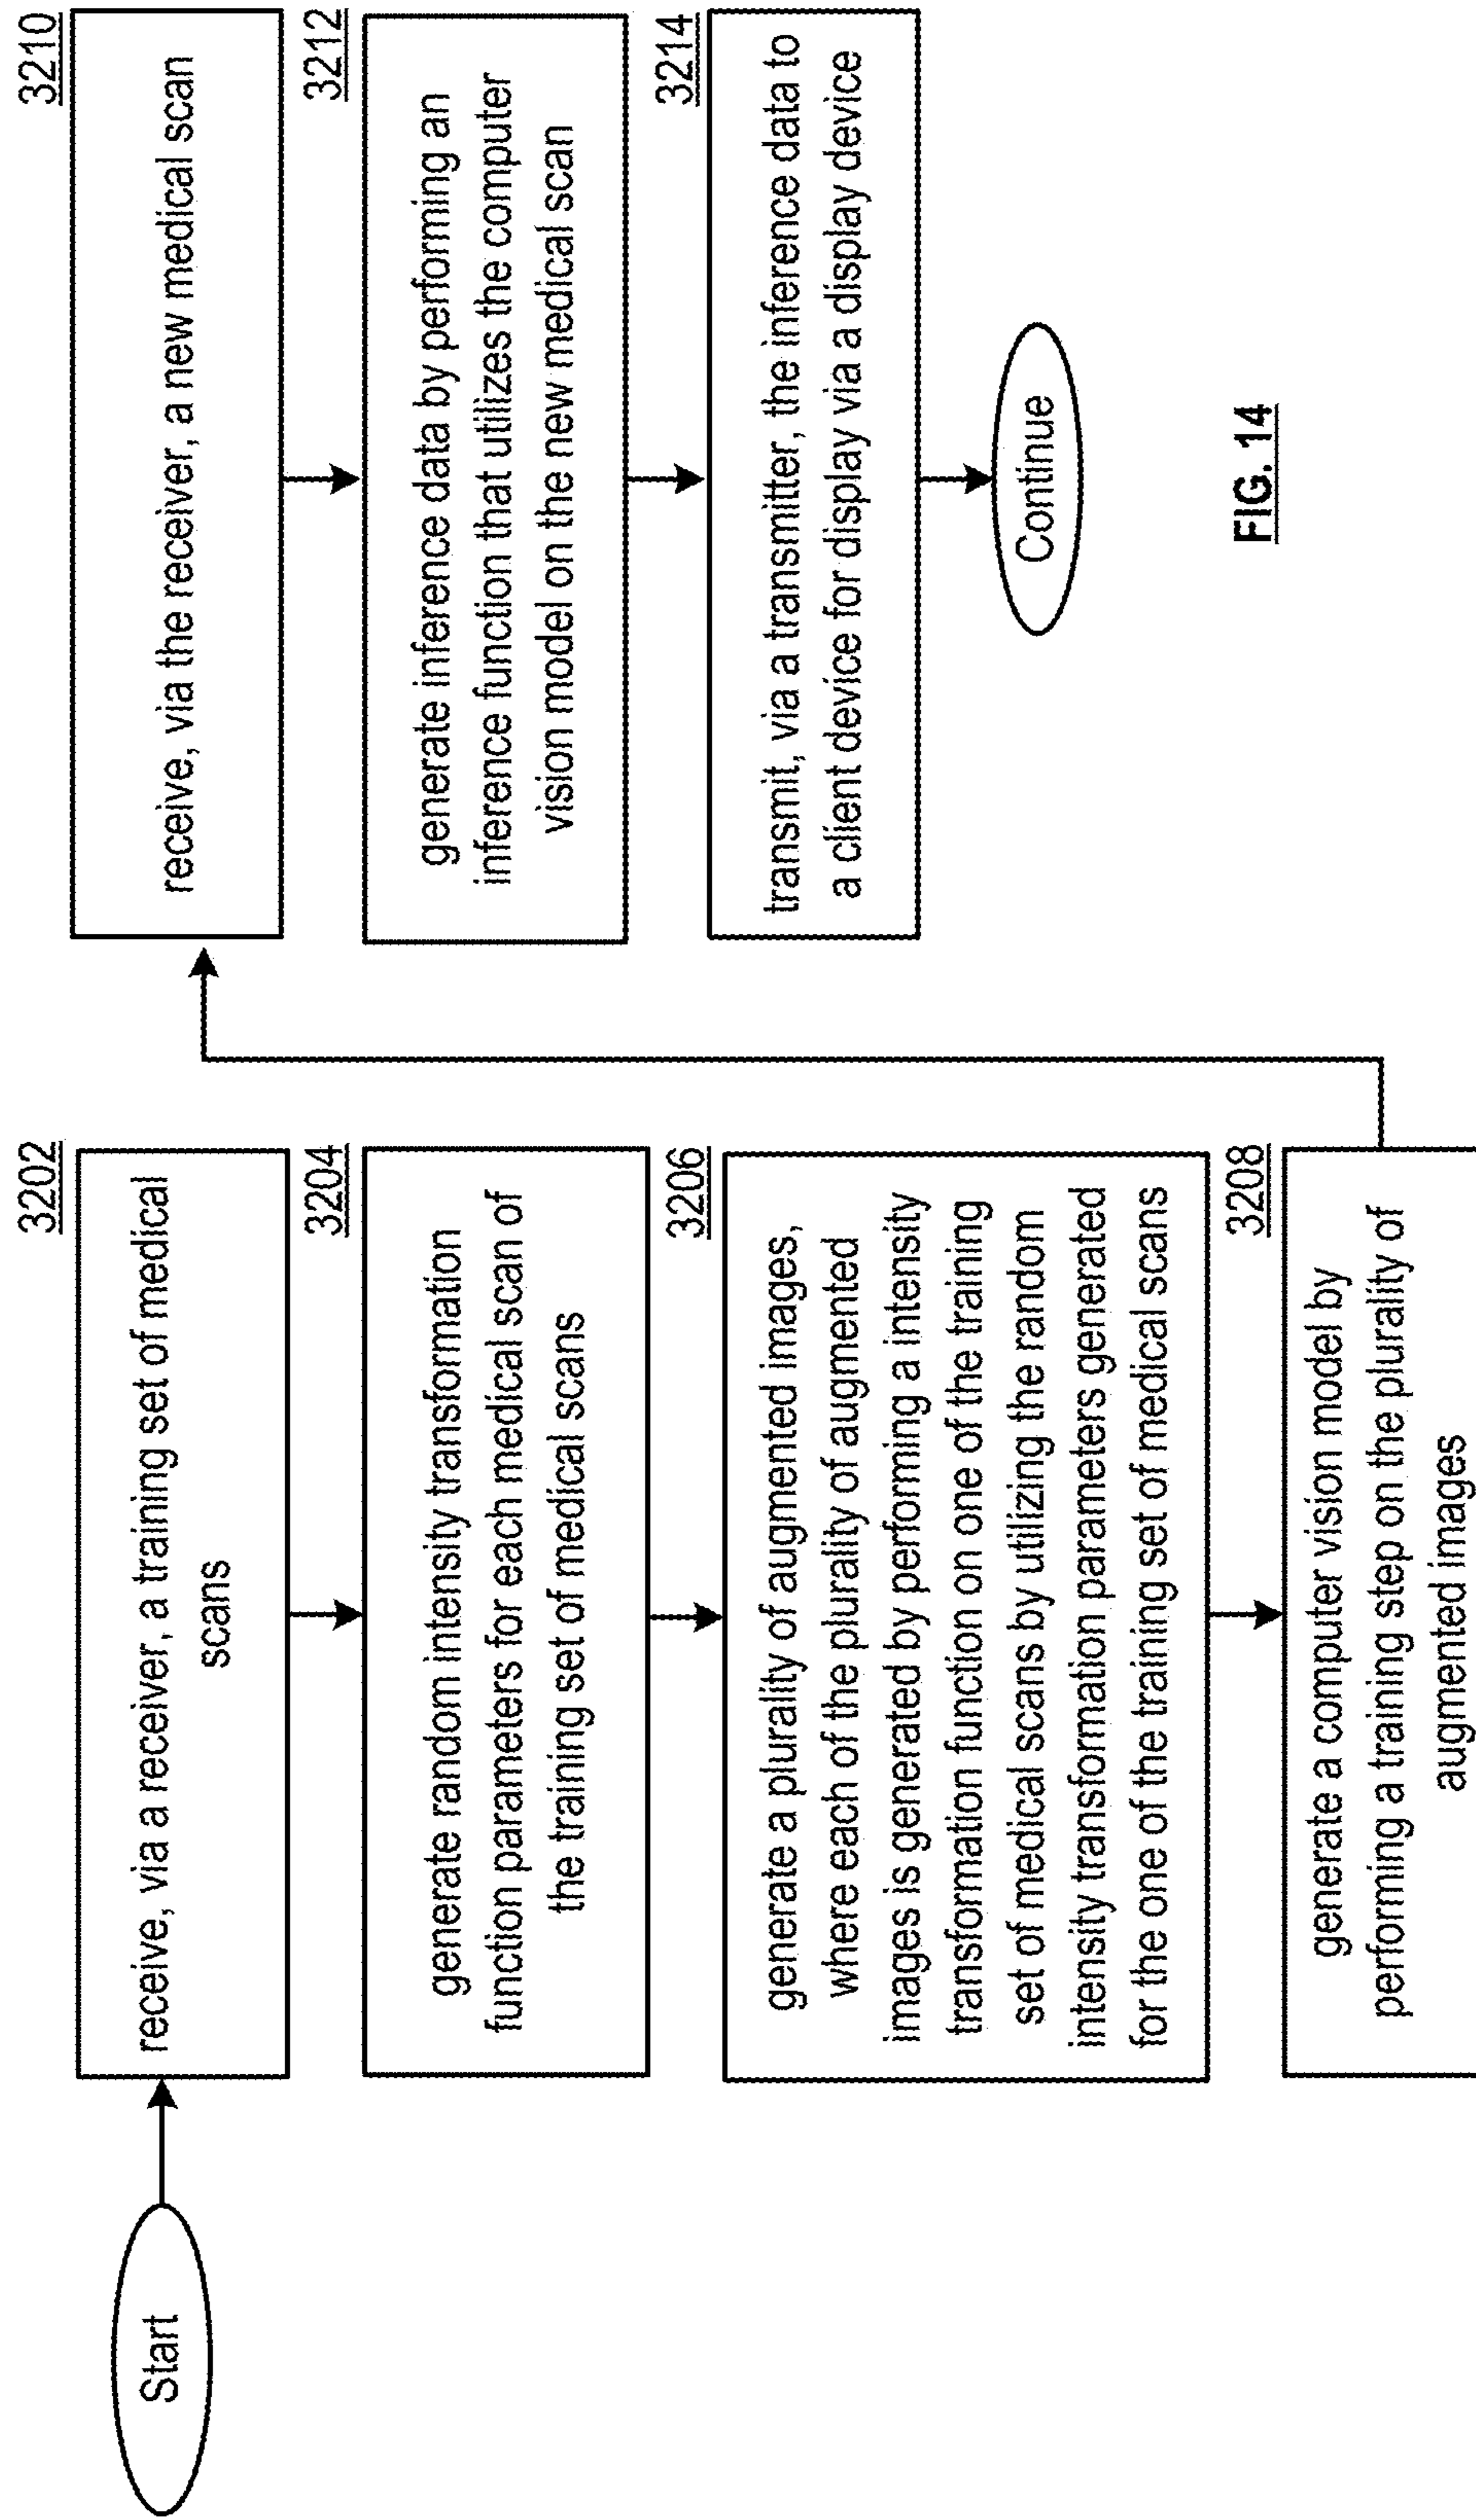 Start
3202
receive, via a receiver, a training set of medical
scans
3204
generate random intensity transformation
function parameters for each medical scan of
the training set of medical scans
3206
generate a plurality of augmented images,
where each of the plurality of augmented
images is generated by performing a intensity
transformation function on one of the training
set of medical scans by utilizing the random
intensity transformation parameters generated
for the one of the training set of medical scans
3208
generate a computer vision model by
performing a training step on the plurality of
augmented images
3210
receive, via the receiver, a new medical scan
3212
generate inference data by performing an
inference function that utilizes the computer
vision model on the new medical scan
3214
transmit, via a transmitter, the inference data to
a client device for display via a display device
Continue
FIG. 14